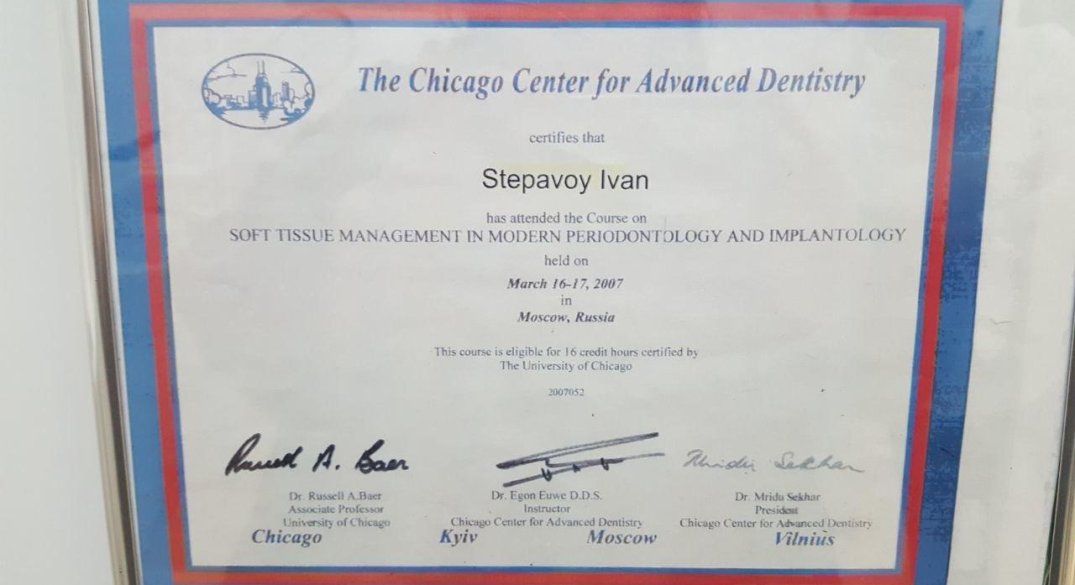 The Chicago Center for Advanced Dentistry
certifies that
Stepavoy Ivan
has attended the Course on
SOFT TISSUE MANAGEMENT IN MODERN PERIODONTOLOGY AND IMPLANTOLOGY
held on
March 16-17, 2007
in
Moscow, Russia
This course is eligible for 16 credit hours certified by
The University of Chicago
2007052
Russell A. Baer
Mridu Sekhar
Dr. Russell A.Baer
Associate Professor
University of Chicago
Dr. Egon Euwe D.D.S.
Instructor
Chicago Center for Advanced Dentistry
Dr. Mridu Sekhar
President
Chicago Center for Advanced Dentistry
Chicago Kyiv Moscow Vilnius